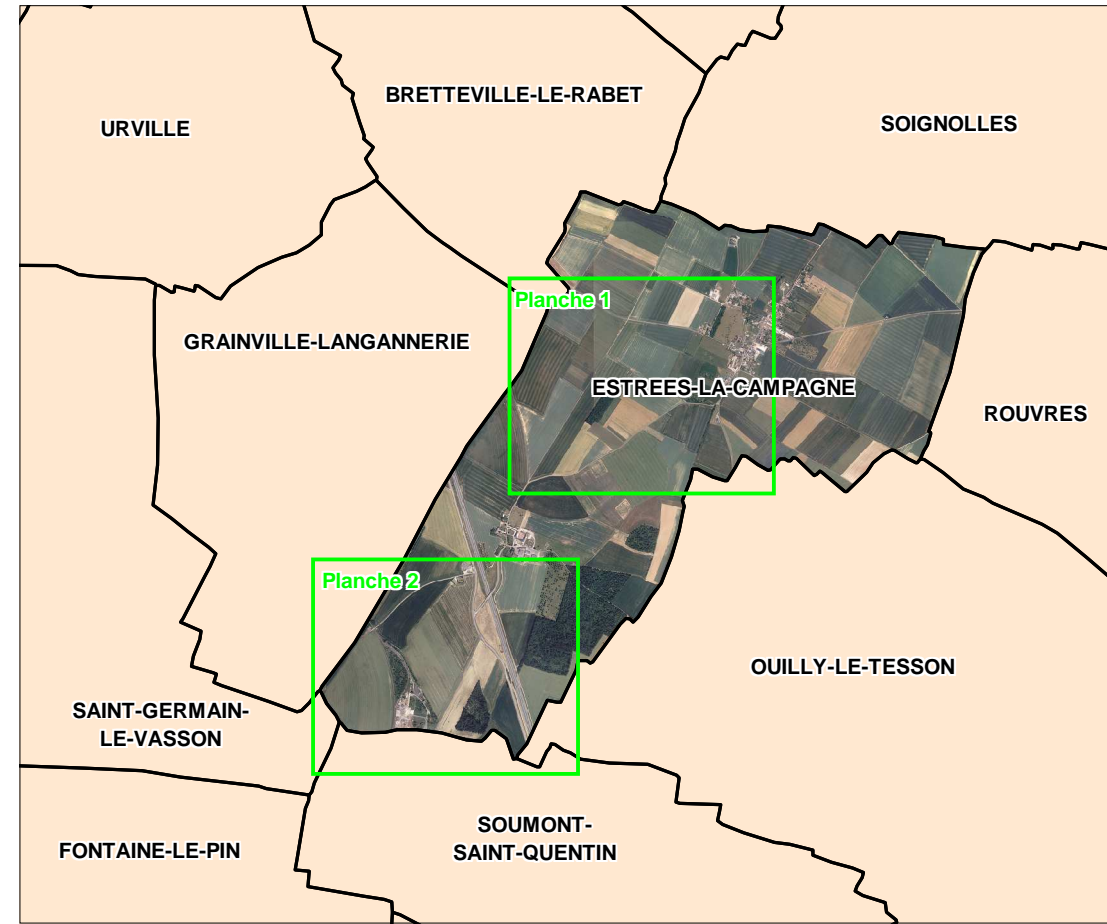 BRETTEVILLE-LE-RABET
URVILLE
SOIGNOLLES
Planche 1
GRAINVILLE-LANGANNERIE
ESTREES-LA-CAMPAGNE
ROUVRES
Planche 2
OUILLY-LE-TESSON
SAINT-GERMAIN-
LE-VASSON
SOUMONT-
SAINT-QUENTIN
FONTAINE-LE-PIN